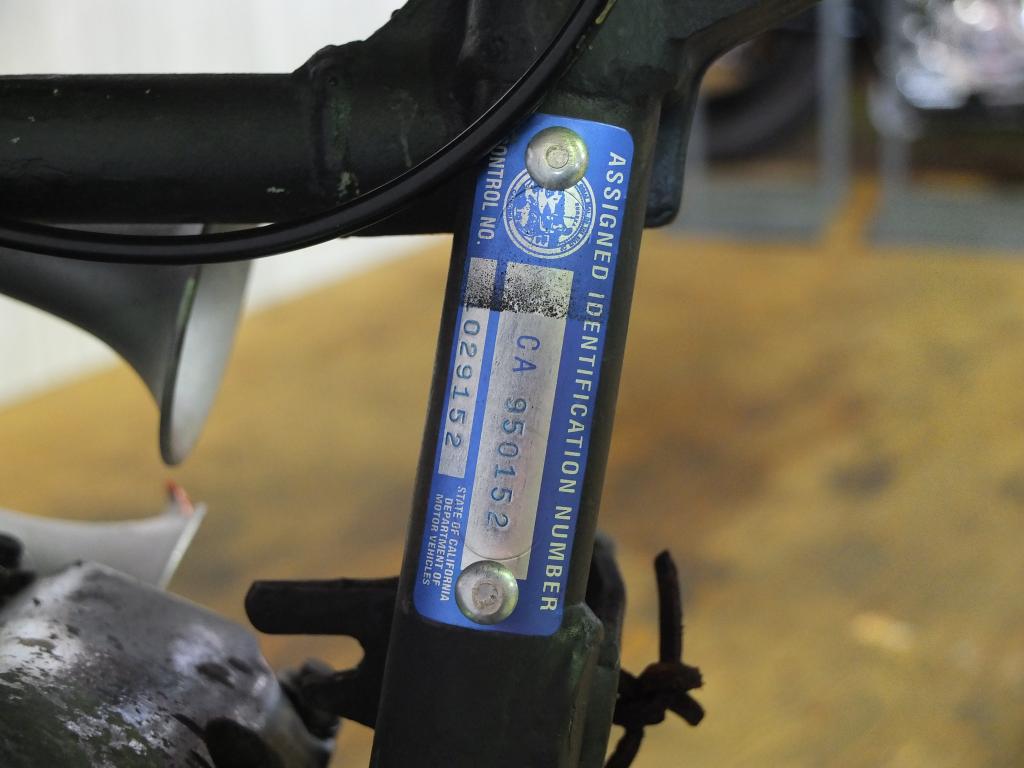 ASSIGNED IDENTIFICATION NUMBER
CA 950152
CONTROL NO.
029152
STATE OF CALIFORNIA
DEPARTMENT OF
MOTOR VEHICLES